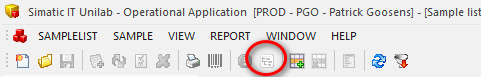 Simatic IT Unilab - Operational Application  [PROD - PGO - Patrick Goosens] - [Sample list
SAMPLELIST SAMPLE VIEW REPORT WINDOW HELP